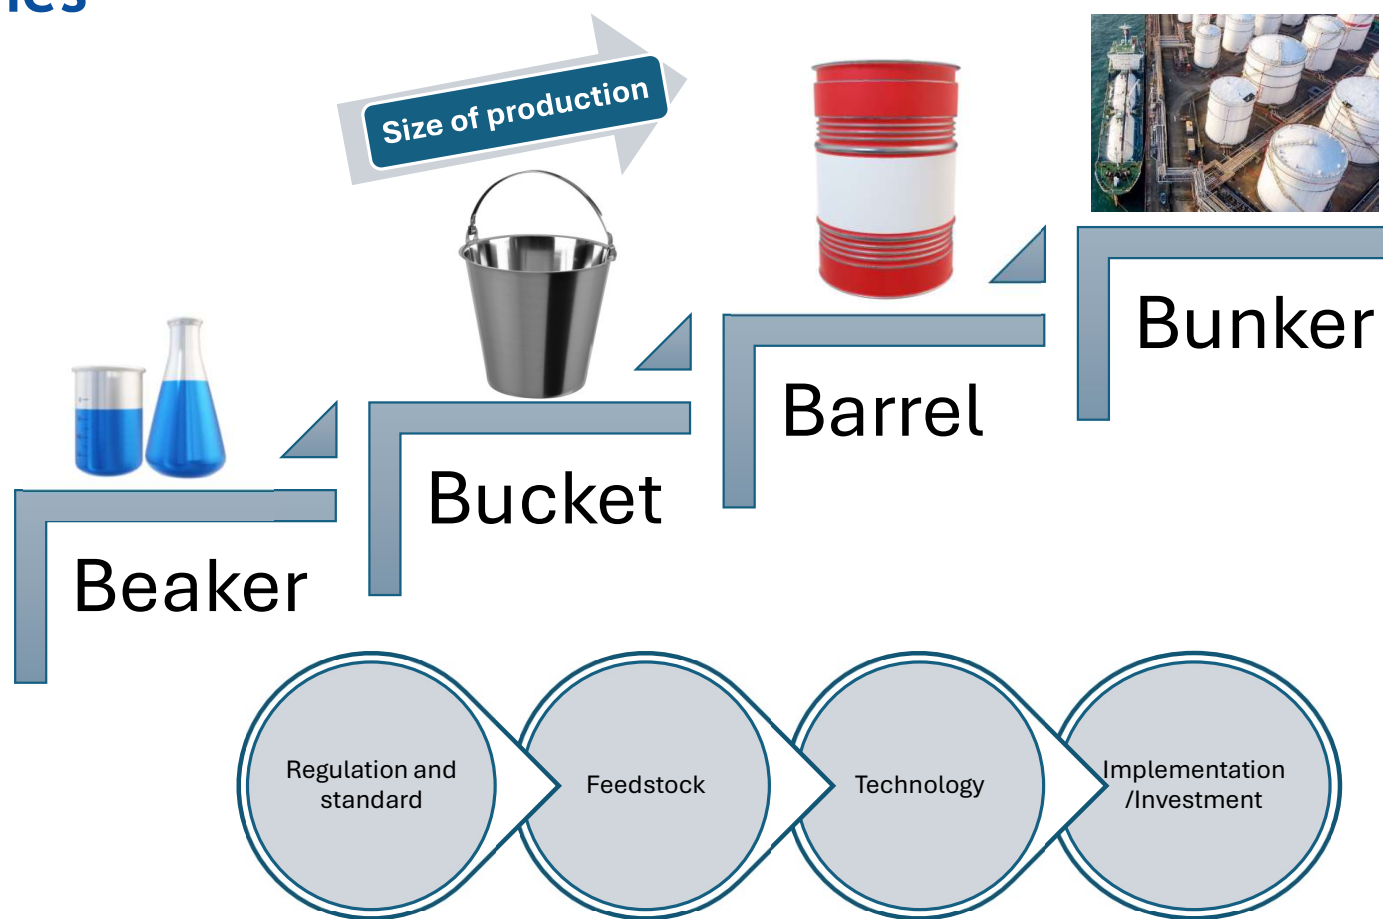 Size of production
Bunker
Barrel
Bucket
Beaker
Regulation and
standard
Feedstock
Technology
Implementation
/Investment